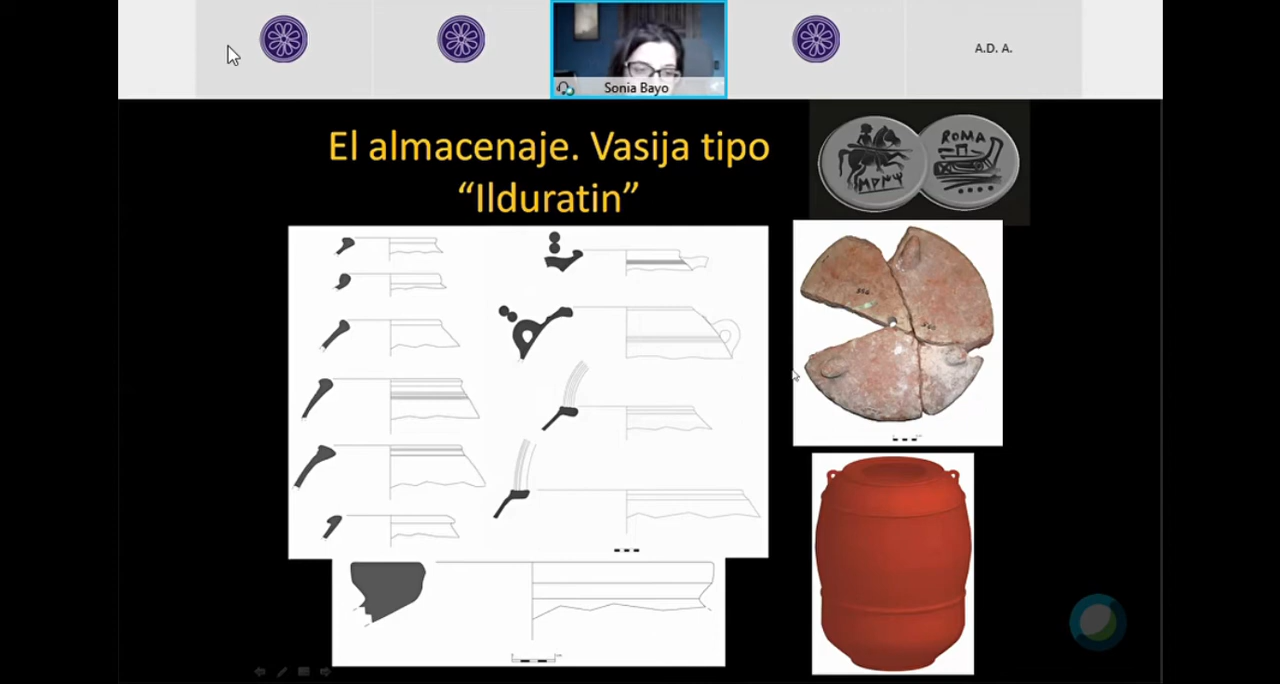 A.D. A.
Sonia Bayo
El almacenaje. Vasija tipo
“Ilduratin”
ROMA